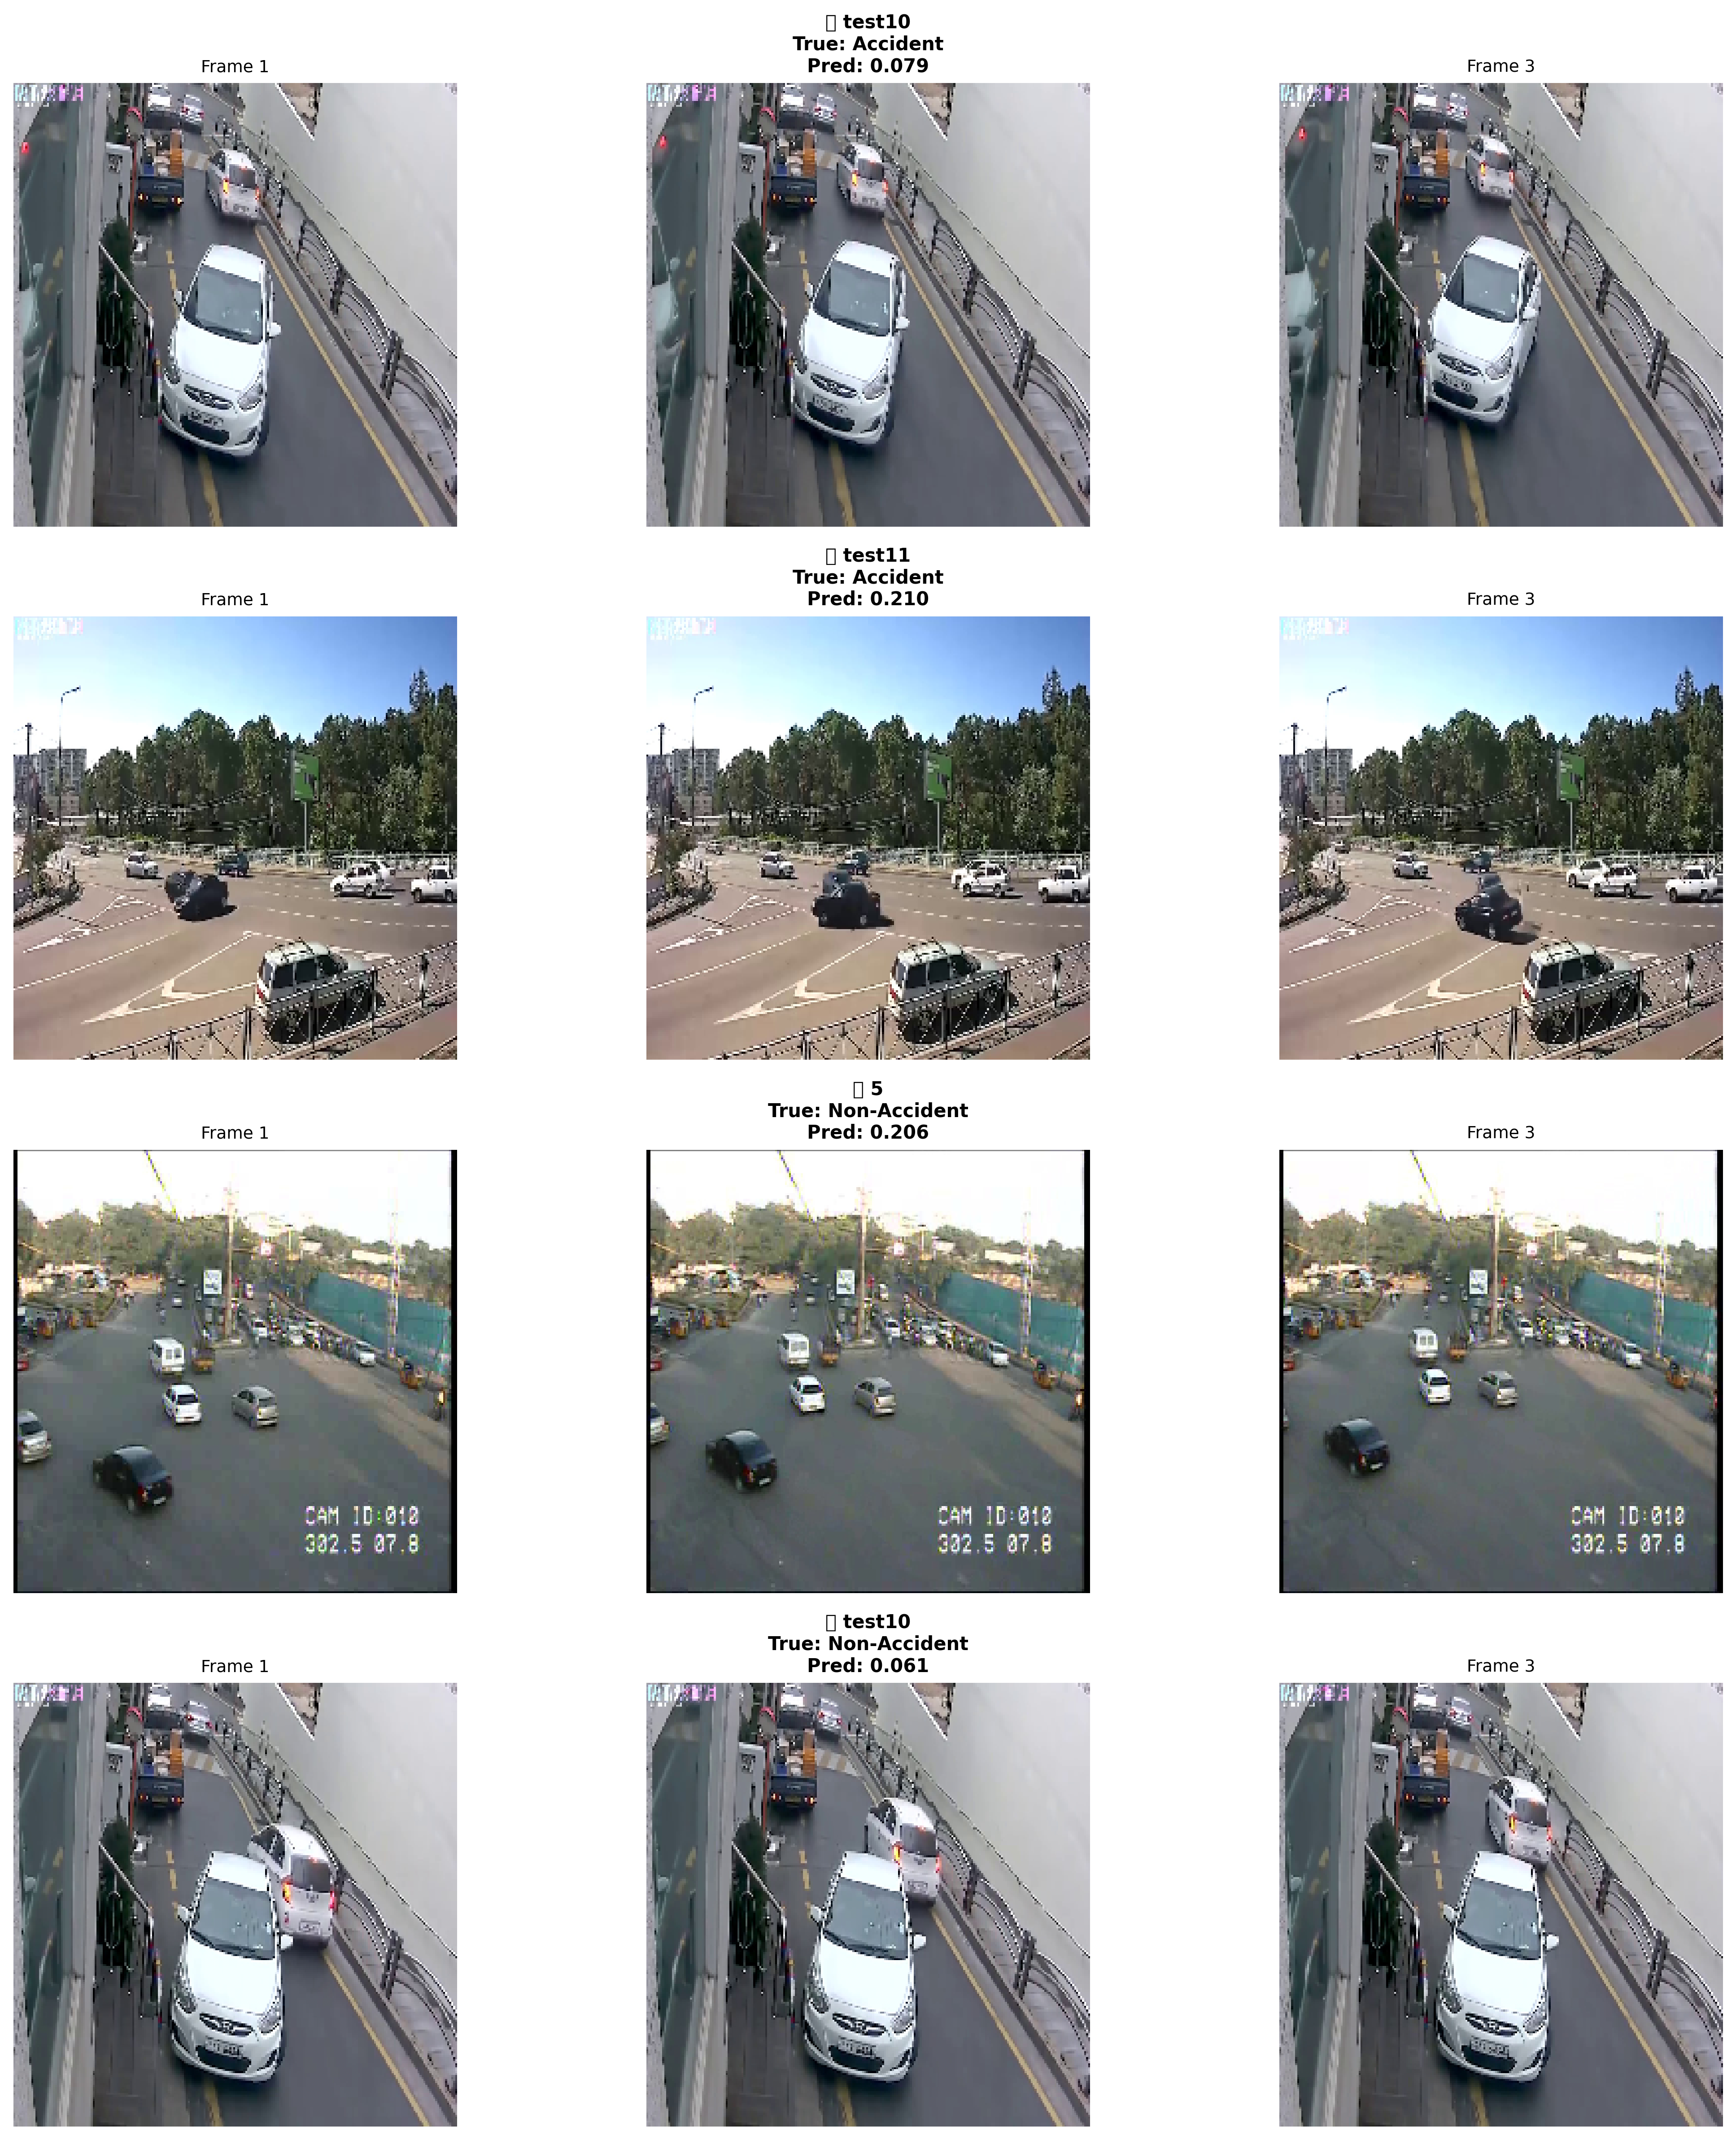 ▯ test10
True: Accident
Frame 1
Pred: 0.079
Frame 3
▯ test11
True: Accident
Frame 1
Pred: 0.210
Frame 3
▯ 5
True: Non-Accident
Frame 1
Pred: 0.206
Frame 3
CAM ID:010
302.5 07.8
CAM ID:010
302.5 07.8
CAM ID:010
302.5 07.8
▯ test10
True: Non-Accident
Frame 1
Pred: 0.061
Frame 3